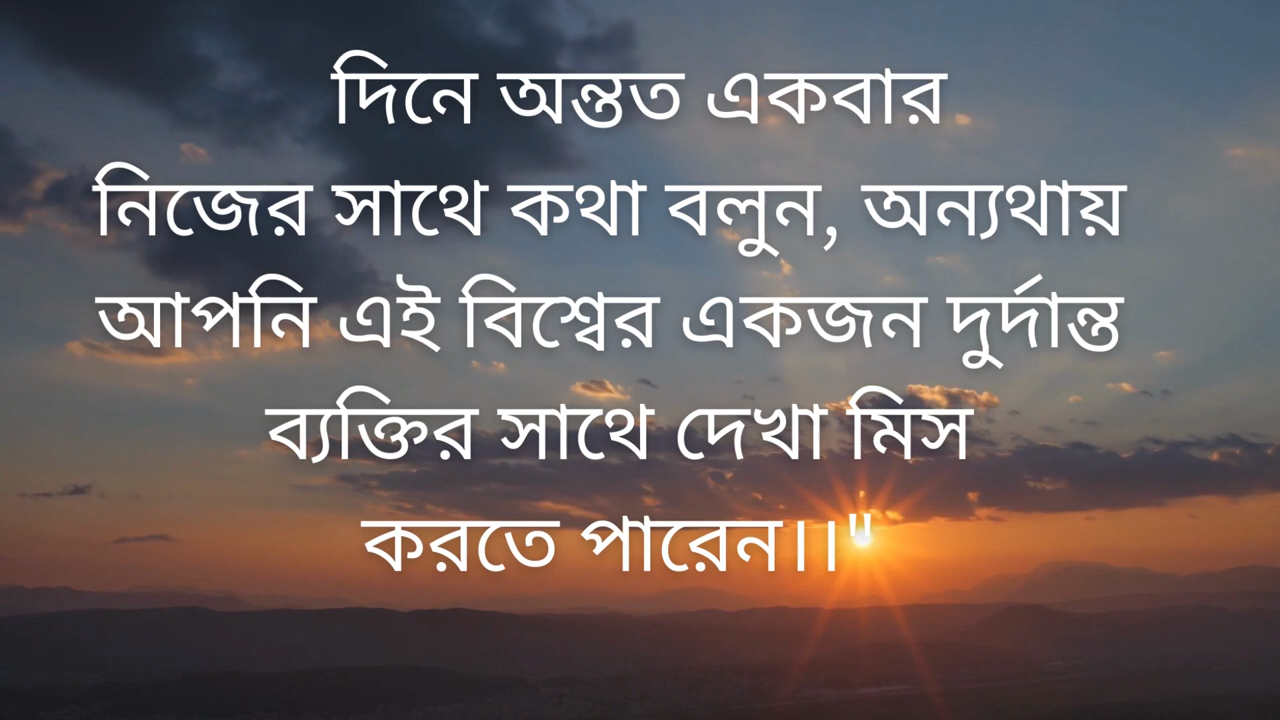 দিনে অন্তত একবার
নিজের সাথে কথা বলুন, অন্যথায়
আপনি এই বিশ্বের একজন দুর্দান্ত
ব্যক্তির সাথে দেখা মিস
করতে পারেন।।"